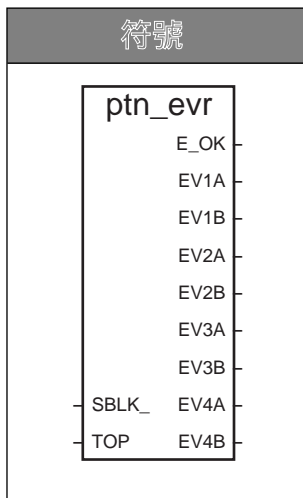 符號
ptn_evr
E_OK
EV1A
EV1B
EV2A
EV2B
EV3A
EV3B
SBLK_ EV4A
TOP EV4B